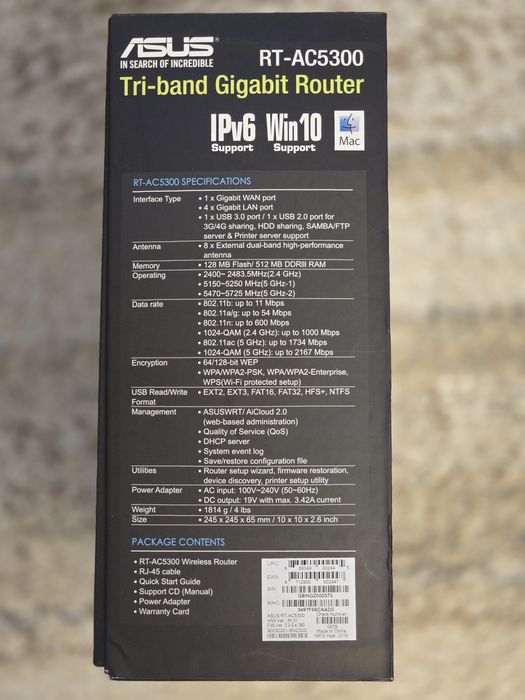 ASUS
IN SEARCH OF INCREDIBLE
RT-AC5300
Tri-band Gigabit Router
IPv6 Support
Win10 Support
Mac
RT-AC5300 SPECIFICATIONS
Interface Type • 1 x Gigabit WAN port
• 4 x Gigabit LAN port
• 1 x USB 3.0 port / 1 x USB 2.0 port for
3G/4G sharing, HDD sharing, SAMBA/FTP
server & Printer server support
Antenna • 8 x External dual-band high-performance
antenna
Memory • 128 MB Flash/ 512 MB DDRIII RAM
Operating • 2400~ 2483.5MHz(2.4 GHz)
• 5150~5250 MHz(5 GHz-1)
• 5470~5725 MHz(5 GHz-2)
Data rate • 802.11b: up to 11 Mbps
• 802.11a/g: up to 54 Mbps
• 802.11n: up to 600 Mbps
• 1024-QAM (2.4 GHz): up to 1000 Mbps
• 802.11ac (5 GHz): up to 1734 Mbps
• 1024-QAM (5 GHz): up to 2167 Mbps
Encryption • 64/128-bit WEP
• WPA/WPA2-PSK, WPA/WPA2-Enterprise,
WPS(Wi-Fi protected setup)
USB Read/Write • EXT2, EXT3, FAT16, FAT32, HFS+, NTFS
Format
Management • ASUSWRT/ AiCloud 2.0
(web-based administration)
• Quality of Service (QoS)
• DHCP server
• System event log
• Save/restore configuration file
Utilities • Router setup wizard, firmware restoration,
device discovery, printer setup utility
Power Adapter • AC input: 100V~240V (50~60Hz)
• DC output: 19V with max. 3.42A current
Weight • 1814 g / 4 lbs
Size • 245 x 245 x 65 mm / 10 x 10 x 2.6 inch
PACKAGE CONTENTS
• RT-AC5300 Wireless Router
• RJ-45 cable
• Quick Start Guide
• Support CD (Manual)
• Power Adapter
• Warranty Card
UPC:
EAN:
S/N:
MAC:
ASUS RT-AC5300
Check Number:
Made In China
MFG Year 2016